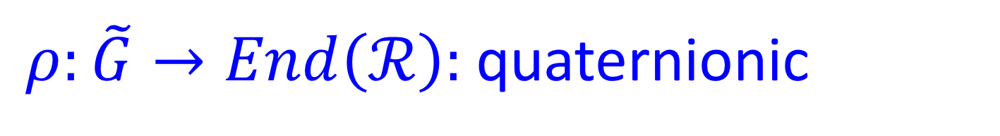 𝜌: G̃ → End(ℛ): quaternionic